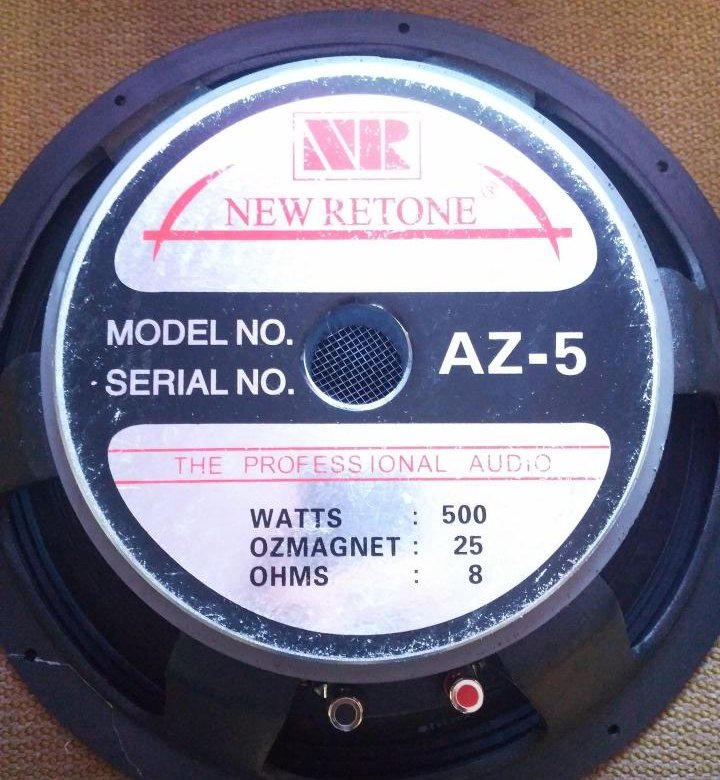 NR
NEW RETONE ®
MODEL NO. AZ-5
SERIAL NO.
THE PROFESSIONAL AUDIO
WATTS : 500
OZMAGNET : 25
OHMS : 8